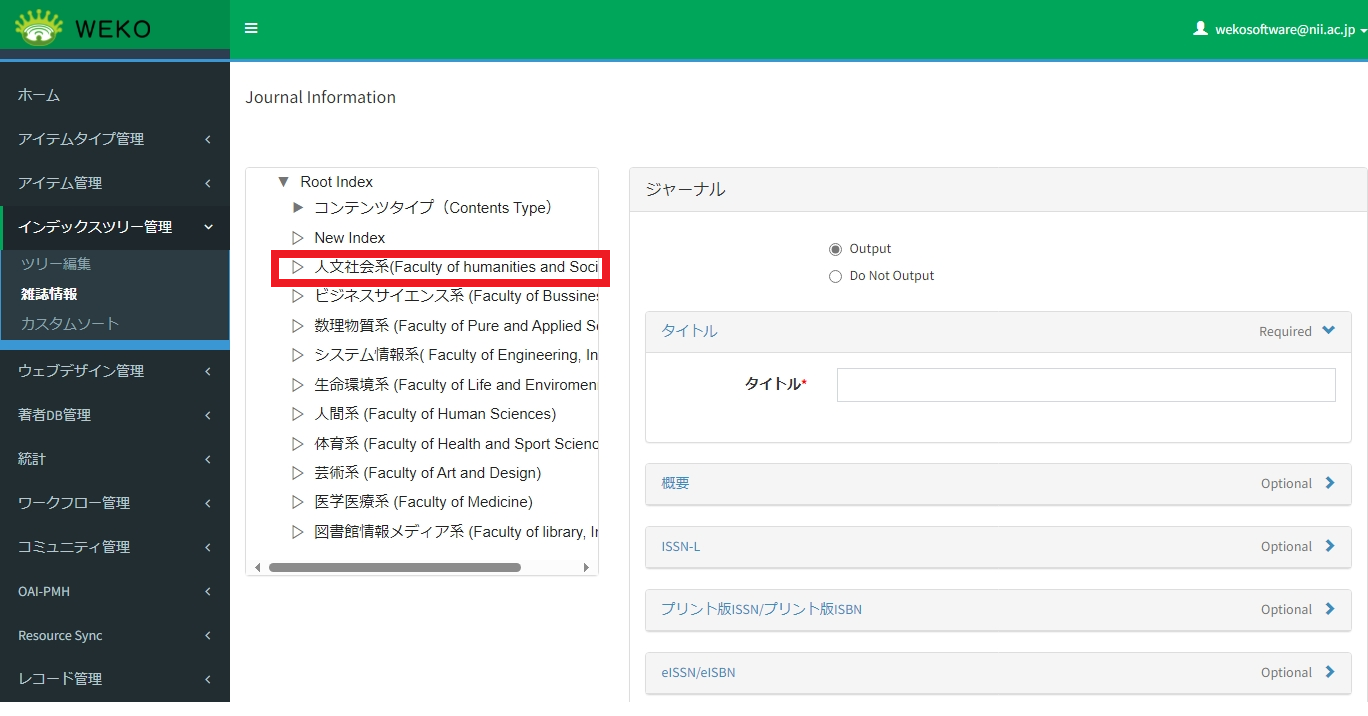 WEKO
wekosoftware@nii.ac.jp
ホーム
アイテムタイプ管理
アイテム管理
インデックスツリー管理
ツリー編集
雑誌情報
カスタムソート
ウェブデザイン管理
著者DB管理
統計
ワークフロー管理
コミュニティ管理
OAI-PMH
Resource Sync
レコード管理
Journal Information
Root Index
コンテンツタイプ（Contents Type）
New Index
人文社会系(Faculty of humanities and Soci
ビジネスサイエンス系 (Faculty of Bussines
数理物質系 (Faculty of Pure and Applied Sc
システム情報系( Faculty of Engineering, In
生命環境系 (Faculty of Life and Enviromen
人間系 (Faculty of Human Sciences)
体育系 (Faculty of Health and Sport Scienc
芸術系 (Faculty of Art and Design)
医学医療系 (Faculty of Medicine)
図書館情報メディア系 (Faculty of library, In
ジャーナル
Output
Do Not Output
タイトル Required
タイトル*
概要 Optional
ISSN-L Optional
プリント版ISSN/プリント版ISBN Optional
eISSN/eISBN Optional